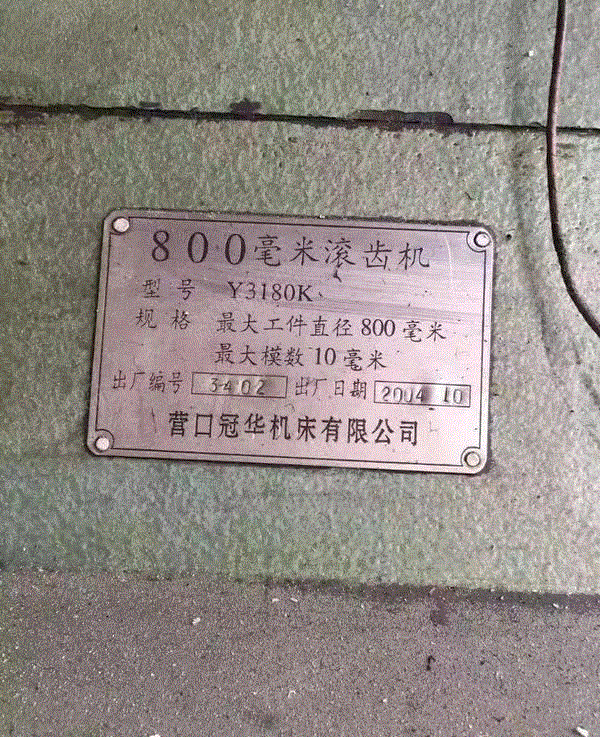 800毫米滚齿机
型号 Y3180K
规格 最大工件直径800毫米
最大模数10毫米
出厂编号 3402 出厂日期 2004 10
营口冠华机床有限公司